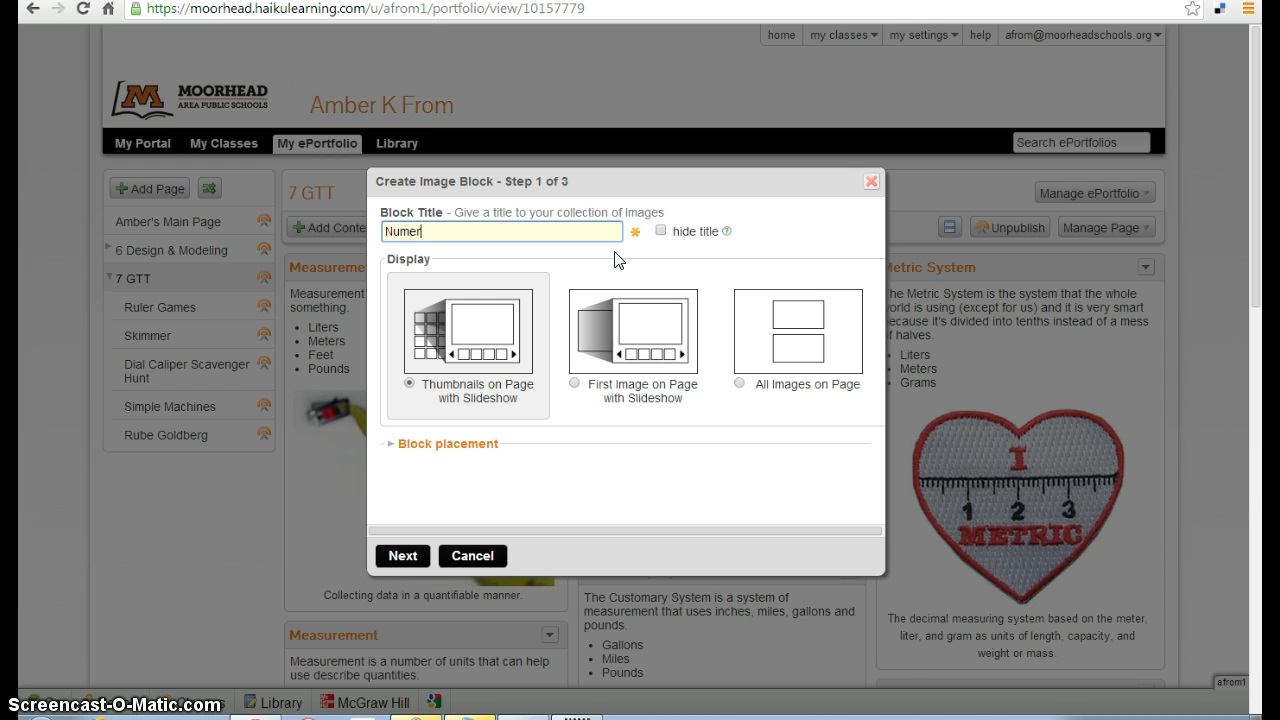 https://moorhead.haikulearning.com/u/afrom1/portfolio/view/10157779
home my classes my settings help afrom@moorheadschools.org
M MOORHEAD
AREA PUBLIC SCHOOLS
Amber K From
My Portal My Classes My ePortfolio Library Search ePortfolios
Add Page
Amber's Main Page
6 Design & Modeling
7 GTT
Ruler Games
Skimmer
Dial Caliper Scavenger
Hunt
Simple Machines
Rube Goldberg
7 GTT
Manage ePortfolio
Add Conte
Unpublish Manage Page
Create Image Block - Step 1 of 3
Block Title - Give a title to your collection of Images
Numer
hide title
Display
Thumbnails on Page
with Slideshow
First Image on Page
with Slideshow
All Images on Page
Block placement
Next Cancel
Measureme
Measurement
something.
Liters
Meters
Feet
Pounds
Collecting data in a quantifiable manner.
Measurement
Measurement is a number of units that can help
use describe quantities.
The Customary System is a system of
measurement that uses inches, miles, gallons and
pounds.
Gallons
Miles
Pounds
etric System
he Metric System is the system that the whole
orld is using (except for us) and it is very smart
ecause it's divided into tenths instead of a mess
f halves.
Liters
Meters
Grams
I
1 2 3
METRIC
The decimal measuring system based on the meter,
liter, and gram as units of length, capacity, and
weight or mass.
afrom1
Library McGraw Hill
Screencast-O-Matic.com